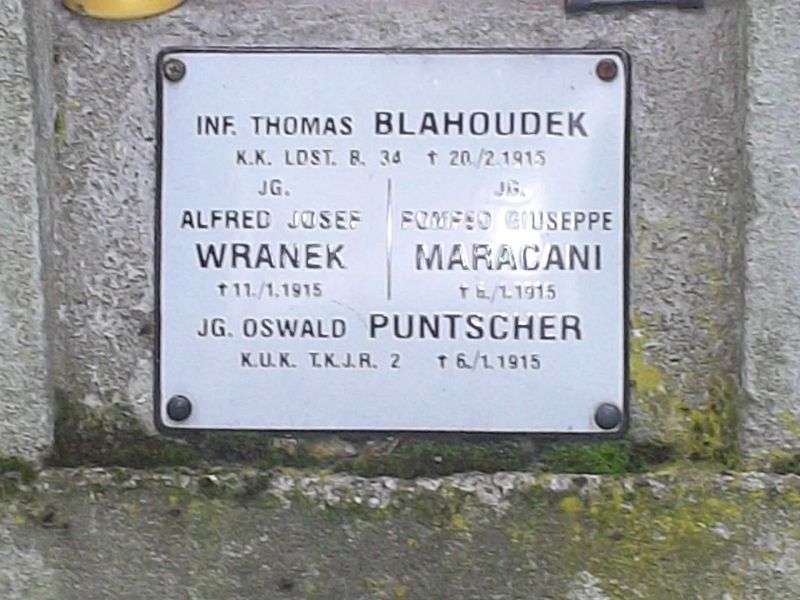 INF. THOMAS BLAHOUDEK
K.K. LDST. R. 34 † 20./2.1915
JG.
ALFRED JOSEF
WRANEK
† 11./1.1915
JG.
POMPEO GIUSEPPE
MARACANI
† 6./1.1915
JG. OSWALD PUNTSCHER
K.U.K. T.K.J.R. 2 † 6./1.1915